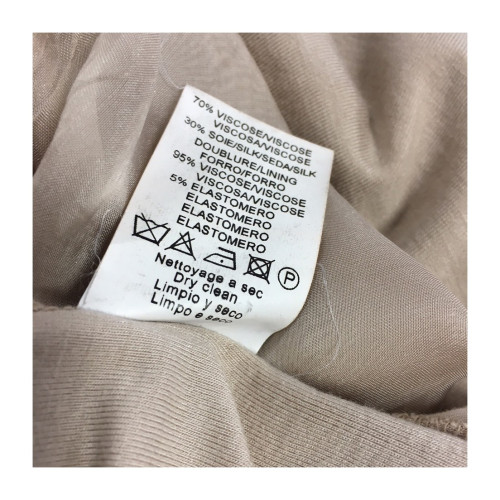 70% VISCOSE/VISCOSE
VISCOSA/VISCOSE
30% SOIE/SILK/SEDA/SILK
DOUBLURE/LINING
FORRO/FORRO
95% VISCOSE/VISCOSE
VISCOSA/VISCOSE
5% ELASTOMERO
ELASTOMERO
ELASTOMERO
ELASTOMERO
P
Nettoyage a sec
Dry clean
Limpio y seco
Limpo e seco